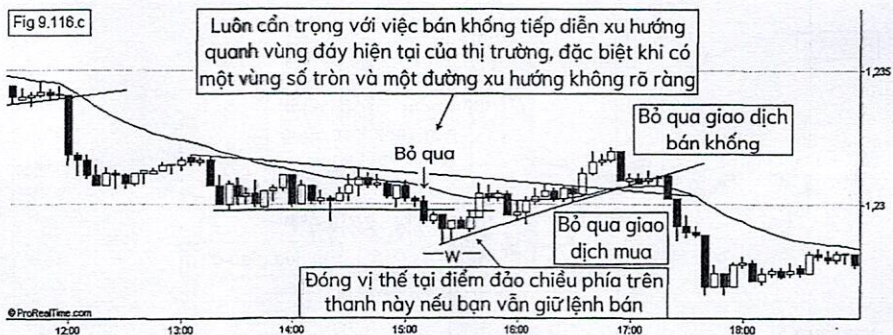 Fig 9.116.c
Luôn cẩn trọng với việc bán khống tiếp diễn xu hướng
quanh vùng đáy hiện tại của thị trường, đặc biệt khi có
một vùng số tròn và một đường xu hướng không rõ ràng
1,235
Bỏ qua giao dịch
bán khống
Bỏ qua
1,23
Bỏ qua giao
dịch mua
W
Đóng vị thế tại điểm đảo chiều phía trên
thanh này nếu bạn vẫn giữ lệnh bán
© ProRealTime.com
12:00 13:00 14:00 15:00 16:00 17:00 18:00